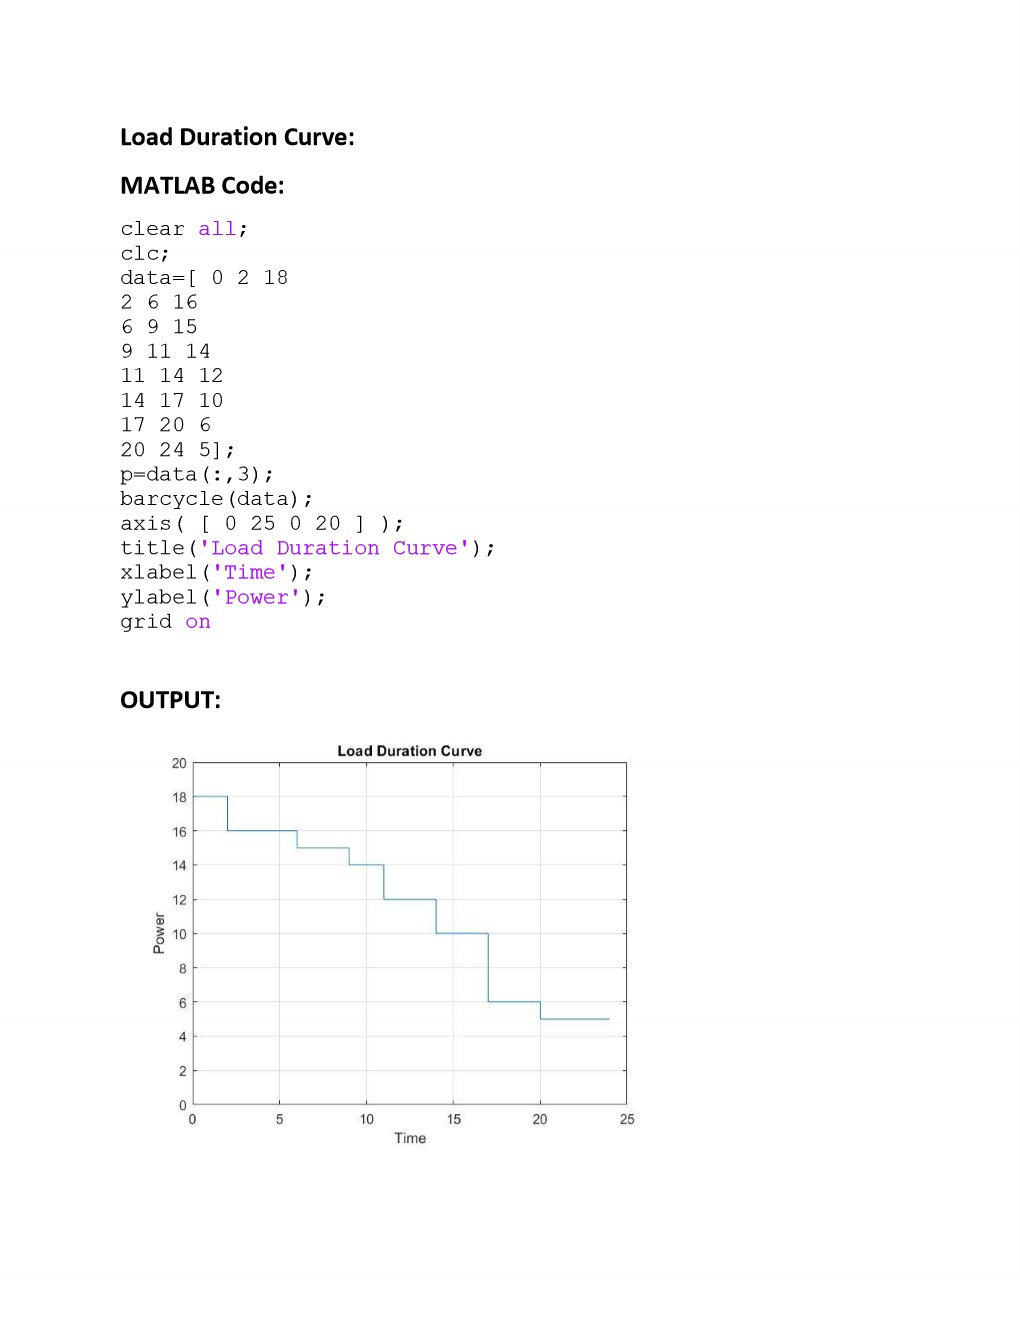 Load Duration Curve:
MATLAB Code:
clear all;
clc;
data=[ 0 2 18
2 6 16
6 9 15
9 11 14
11 14 12
14 17 10
17 20 6
20 24 5];
p=data(:,3);
barcycle(data);
axis( [ 0 25 0 20 ] );
title('Load Duration Curve');
xlabel('Time');
ylabel('Power');
grid on
OUTPUT:
Load Duration Curve
20
18
16
14
12
10
8
6
4
2
0
Power
0 5 10 15 20 25
Time